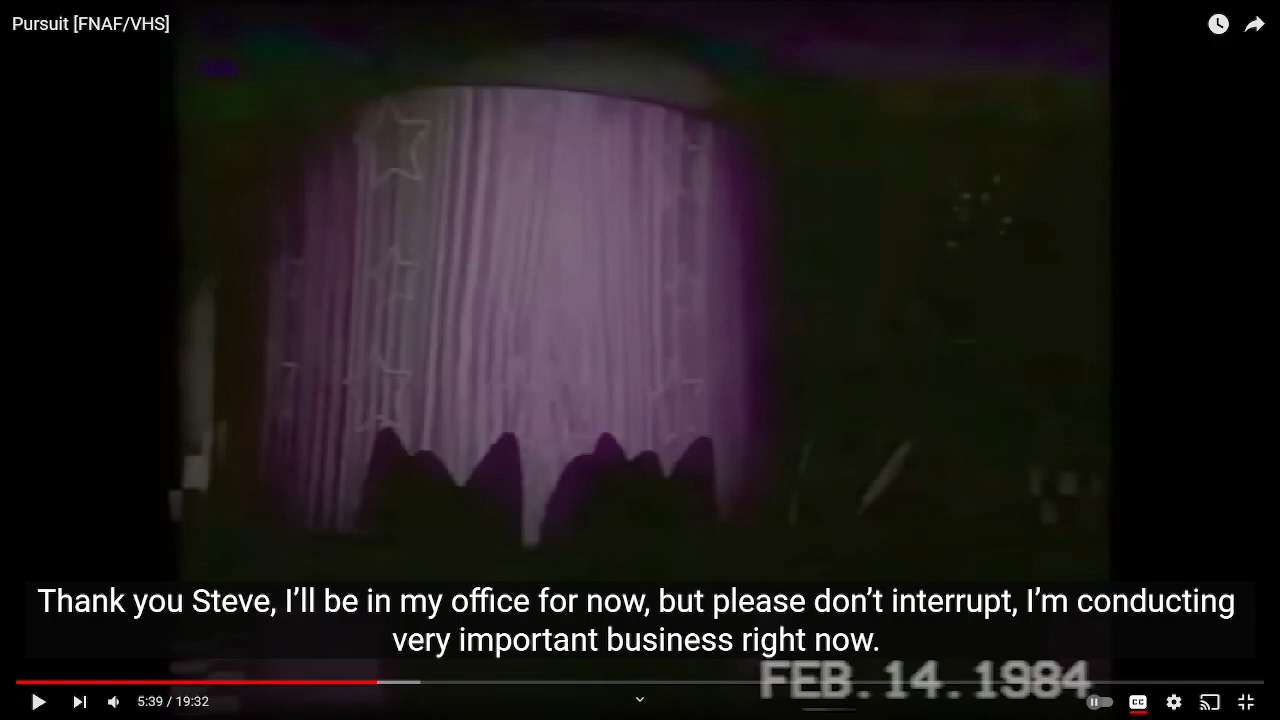 Pursuit [FNAF/VHS]
Thank you Steve, I’ll be in my office for now, but please don’t interrupt, I’m conducting
very important business right now.
FEB.14.1984
5:39 / 19:32
CC